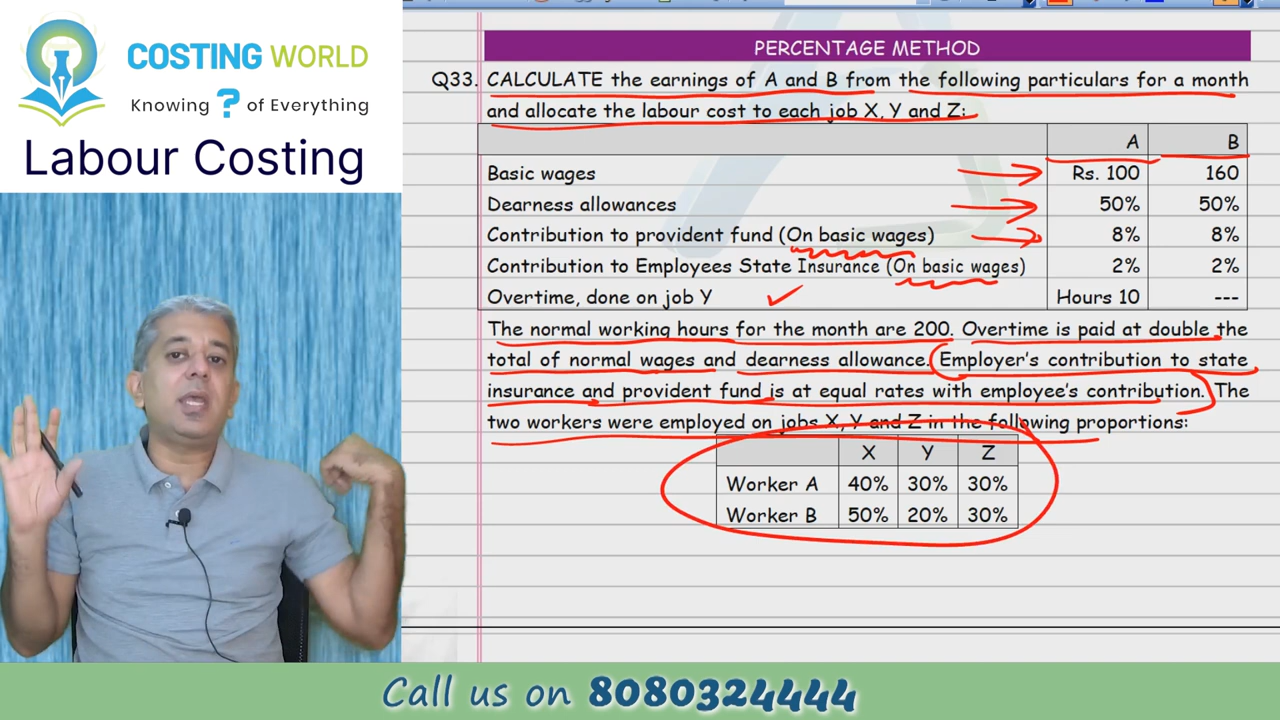 COSTING WORLD
Knowing ? of Everything
Labour Costing
PERCENTAGE METHOD
Q33. CALCULATE the earnings of A and B from the following particulars for a month
and allocate the labour cost to each job X, Y and Z:
A B
Basic wages Rs. 100 160
Dearness allowances 50% 50%
Contribution to provident fund (On basic wages) 8% 8%
Contribution to Employees State Insurance (On basic wages) 2% 2%
Overtime, done on job Y Hours 10 ---
The normal working hours for the month are 200. Overtime is paid at double the
total of normal wages and dearness allowance. Employer's contribution to state
insurance and provident fund is at equal rates with employee's contribution. The
two workers were employed on jobs X, Y and Z in the following proportions:
X Y Z
Worker A 40% 30% 30%
Worker B 50% 20% 30%
Call us on 8080324444